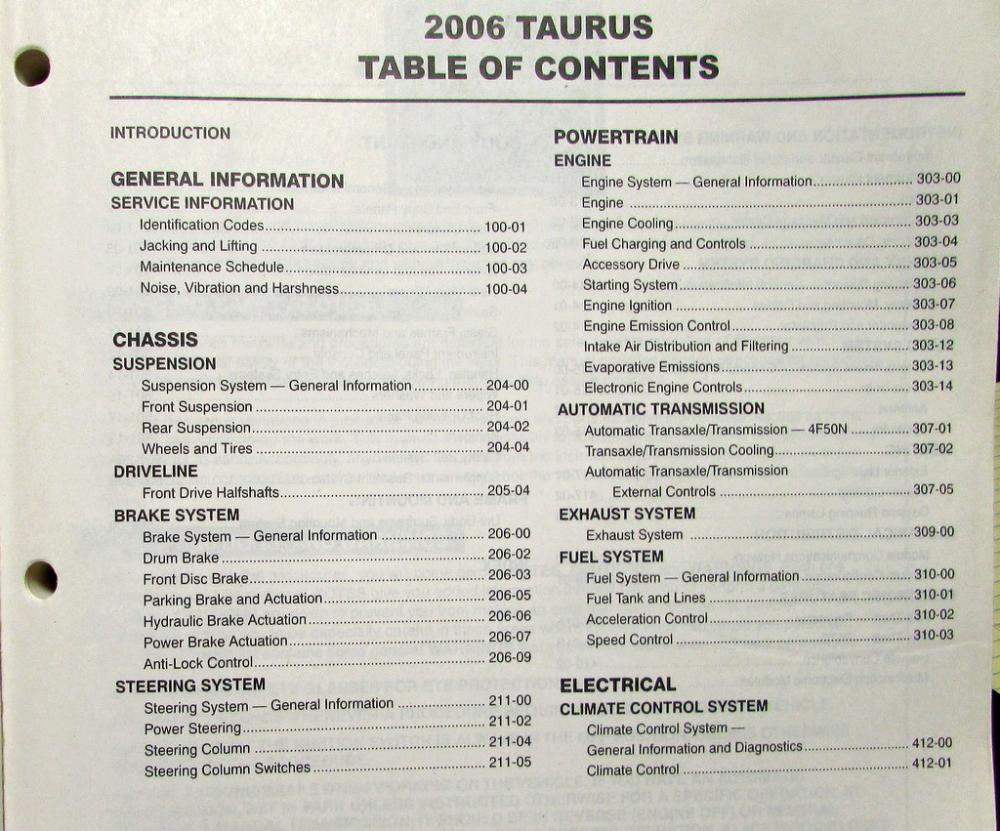 2006 TAURUS
TABLE OF CONTENTS
INTRODUCTION
GENERAL INFORMATION
SERVICE INFORMATION
Identification Codes 100-01
Jacking and Lifting 100-02
Maintenance Schedule 100-03
Noise, Vibration and Harshness 100-04
CHASSIS
SUSPENSION
Suspension System — General Information 204-00
Front Suspension 204-01
Rear Suspension 204-02
Wheels and Tires 204-04
DRIVELINE
Front Drive Halfshafts 205-04
BRAKE SYSTEM
Brake System — General Information 206-00
Drum Brake 206-02
Front Disc Brake 206-03
Parking Brake and Actuation 206-05
Hydraulic Brake Actuation 206-06
Power Brake Actuation 206-07
Anti-Lock Control 206-09
STEERING SYSTEM
Steering System — General Information 211-00
Power Steering 211-02
Steering Column 211-04
Steering Column Switches 211-05
POWERTRAIN
ENGINE
Engine System — General Information 303-00
Engine 303-01
Engine Cooling 303-03
Fuel Charging and Controls 303-04
Accessory Drive 303-05
Starting System 303-06
Engine Ignition 303-07
Engine Emission Control 303-08
Intake Air Distribution and Filtering 303-12
Evaporative Emissions 303-13
Electronic Engine Controls 303-14
AUTOMATIC TRANSMISSION
Automatic Transaxle/Transmission — 4F50N 307-01
Transaxle/Transmission Cooling 307-02
Automatic Transaxle/Transmission
External Controls 307-05
EXHAUST SYSTEM
Exhaust System 309-00
FUEL SYSTEM
Fuel System — General Information 310-00
Fuel Tank and Lines 310-01
Acceleration Control 310-02
Speed Control 310-03
ELECTRICAL
CLIMATE CONTROL SYSTEM
Climate Control System —
General Information and Diagnostics 412-00
Climate Control 412-01